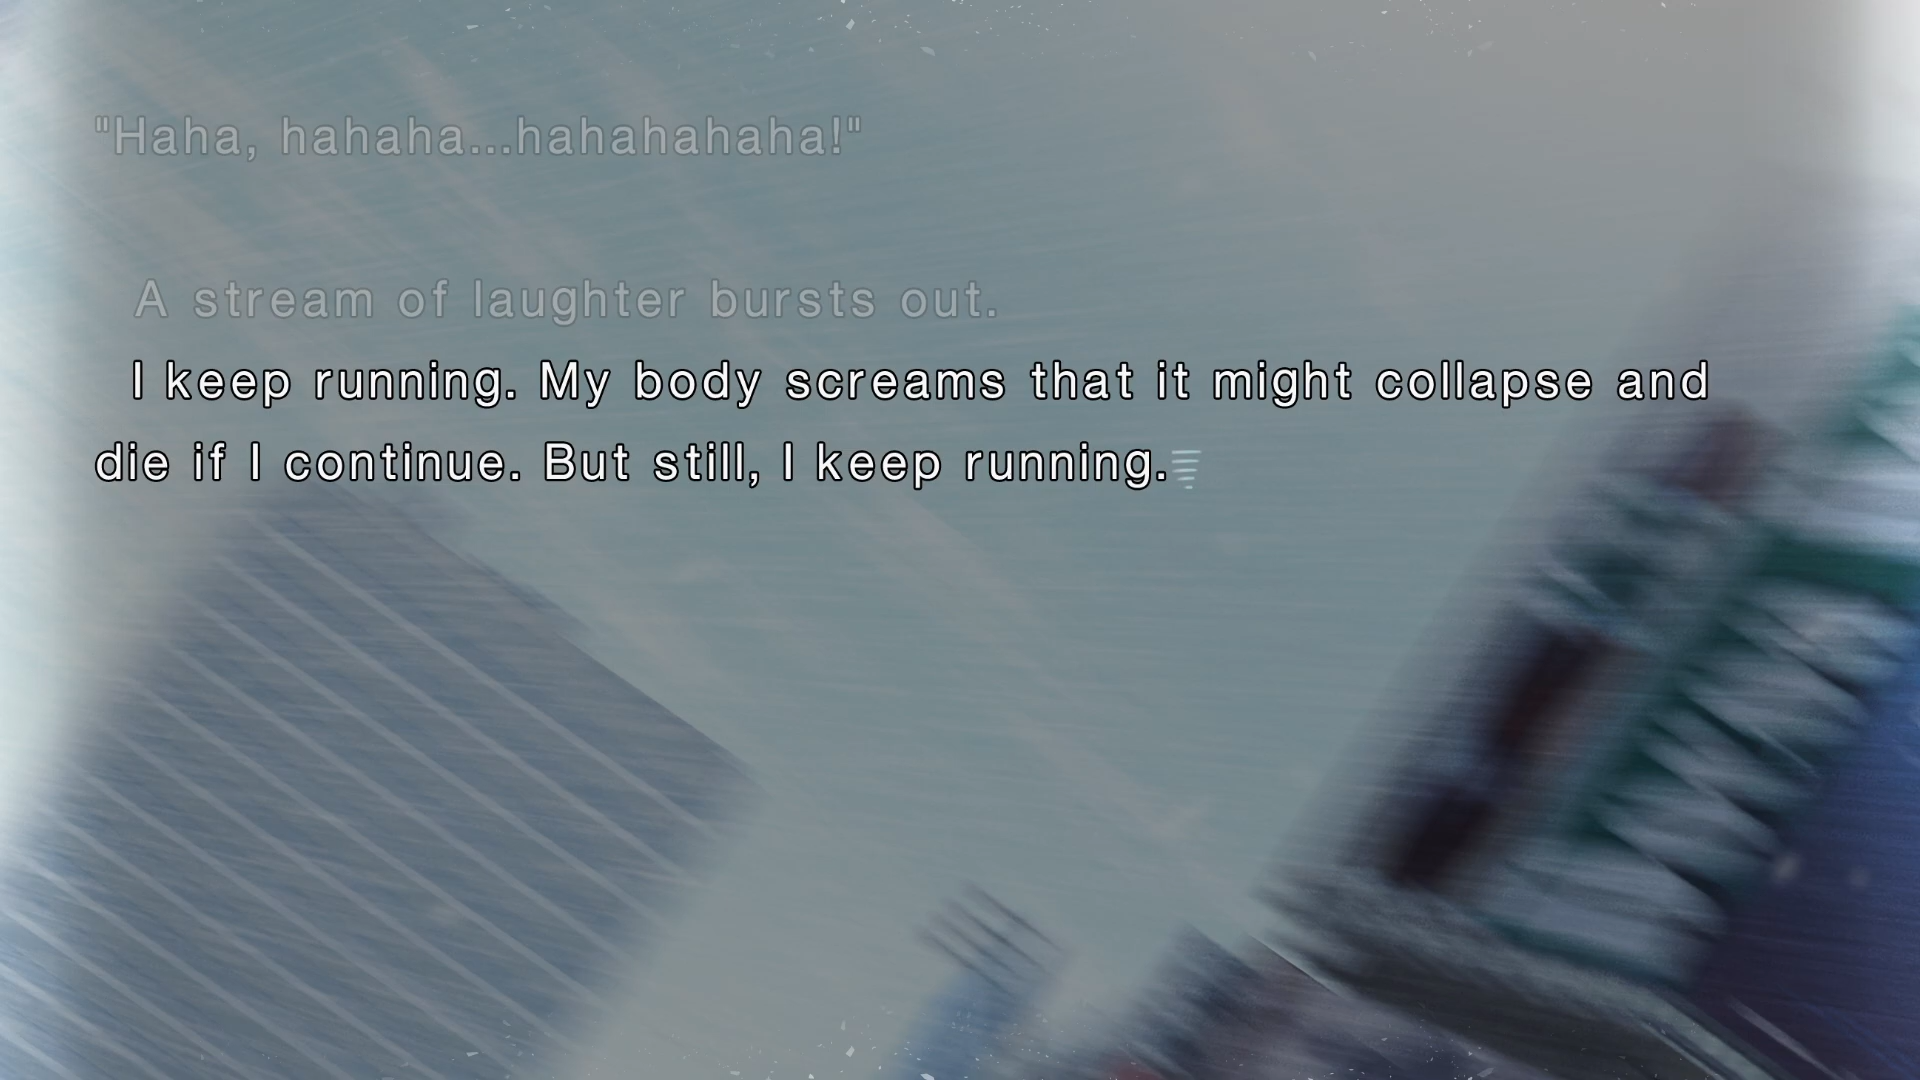 "Haha, hahaha...hahahahaha!"
A stream of laughter bursts out.
I keep running. My body screams that it might collapse and
die if I continue. But still, I keep running.